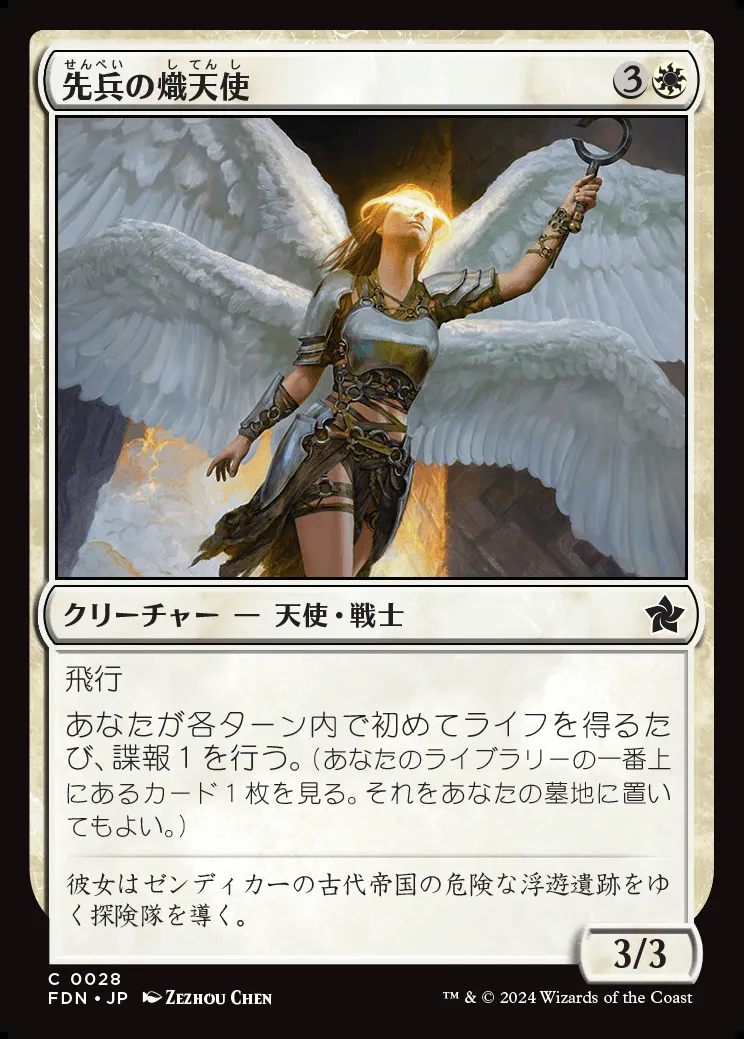 せんぺい してんし
先兵の熾天使
3
クリーチャー — 天使・戦士
飛行
あなたが各ターン内で初めてライフを得るた
び、諜報1を行う。（あなたのライブラリーの一番上
にあるカード1枚を見る。それをあなたの墓地に置い
てもよい。）
彼女はゼンディカーの古代帝国の危険な浮遊遺跡をゆ
く探険隊を導く。
3/3
C 0028
FDN • JP ZEZHOU CHEN
™ & © 2024 Wizards of the Coast